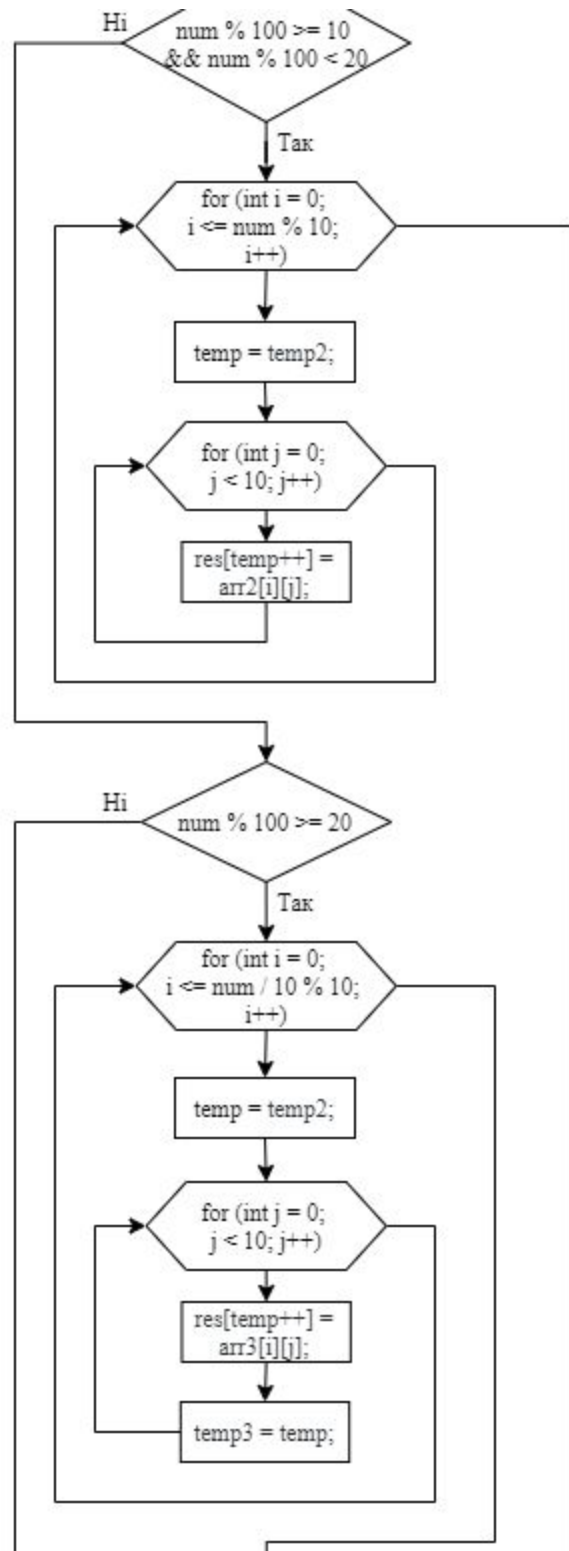 Ні
num % 100 >= 10
&& num % 100 < 20
Так
for (int i = 0;
i <= num % 10;
i++)
temp = temp2;
for (int j = 0;
j < 10; j++)
res[temp++] =
arr2[i][j];
Ні
num % 100 >= 20
Так
for (int i = 0;
i <= num / 10 % 10;
i++)
temp = temp2;
for (int j = 0;
j < 10; j++)
res[temp++] =
arr3[i][j];
temp3 = temp;